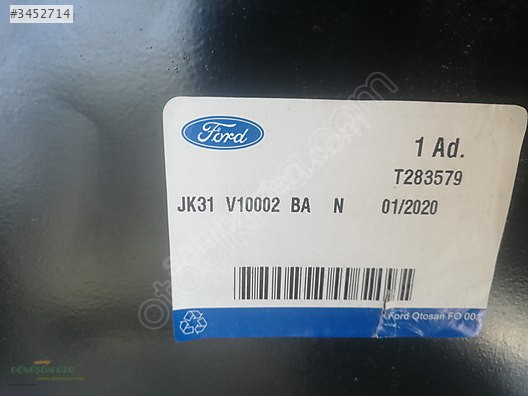 #3452714
Ford
1 Ad.
T283579
JK31 V10002 BA N 01/2020
Ford Otosan FO 00